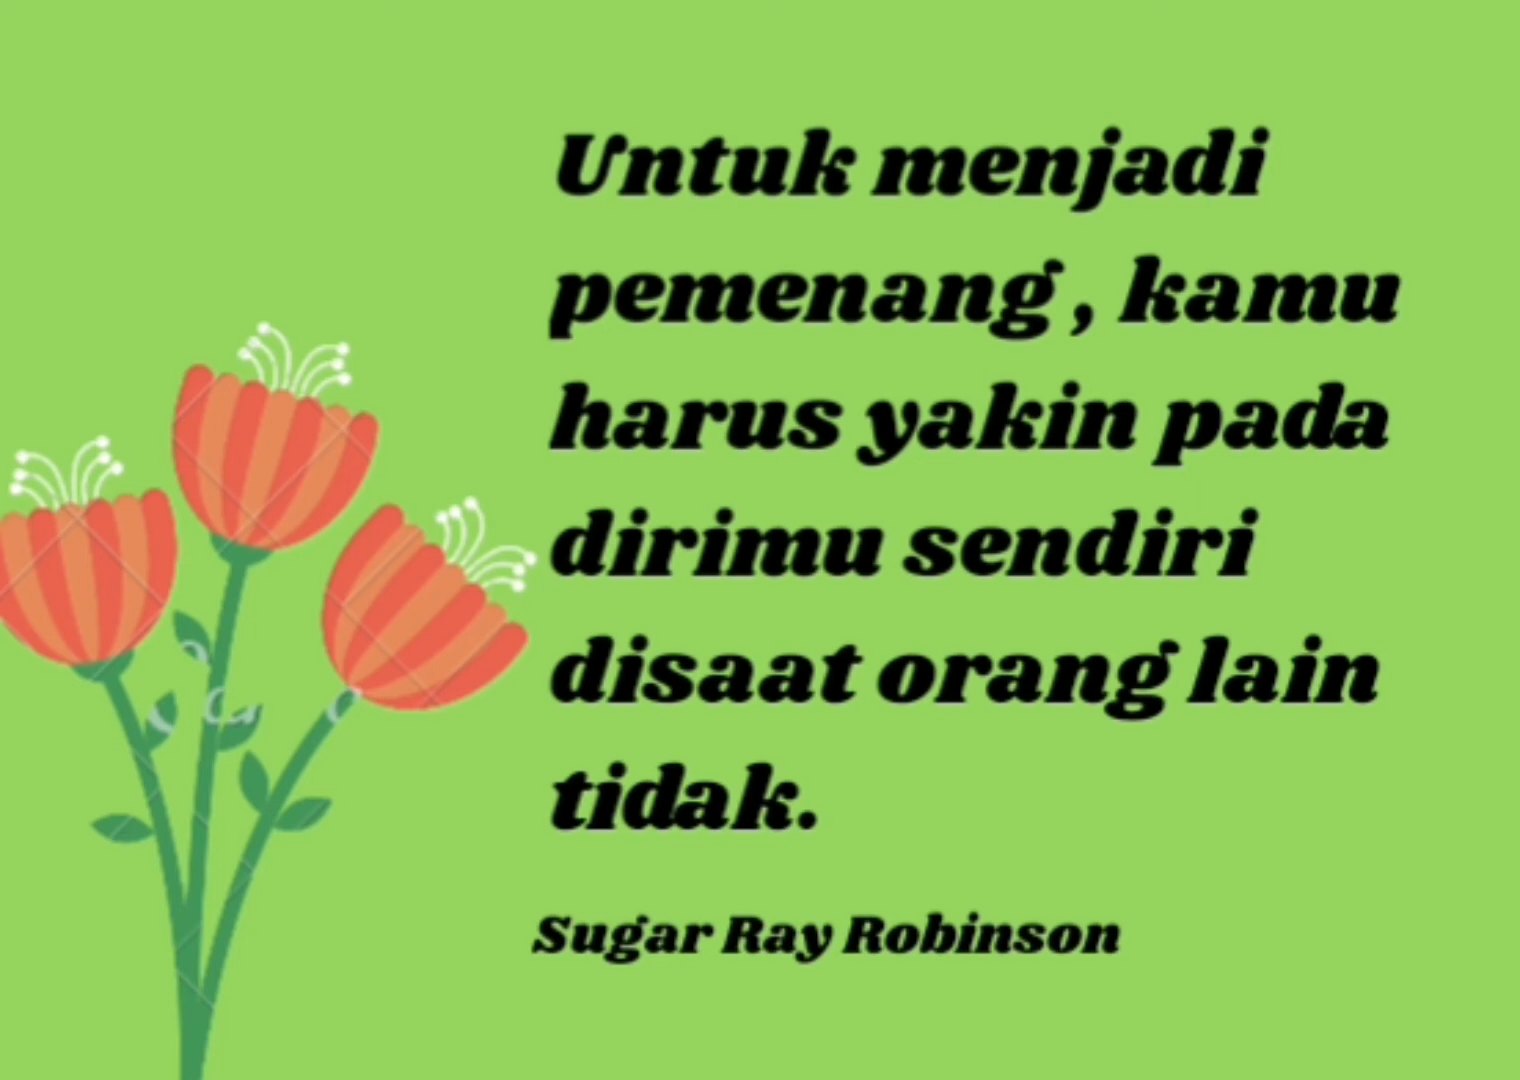 Untuk menjadi
pemenang , kamu
harus yakin pada
dirimu sendiri
disaat orang lain
tidak.
Sugar Ray Robinson